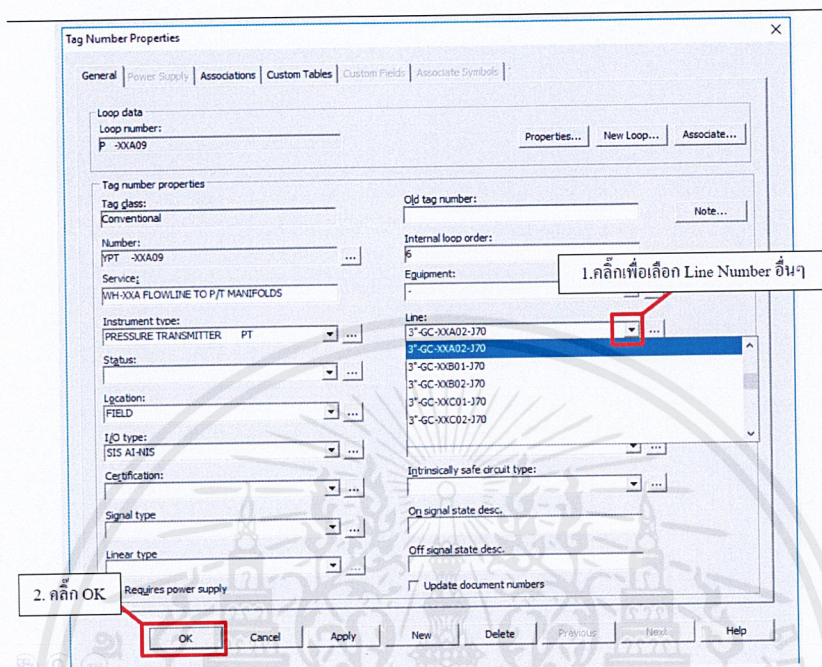 Tag Number Properties
General Power Supply Associations Custom Tables Custom Fields Associate Symbols
Loop data
Loop number:
P -XXA09
Properties... New Loop... Associate...
Tag number properties
Tag class:
Conventional
Old tag number:
Note...
Number:
YPT -XXA09
...
Internal loop order:
6
Service:
WH-XXA FLOWLINE TO P/T MANIFOLDS
Equipment:
-
1.คลิ๊กเพื่อเลือก Line Number อื่นๆ
Instrument type:
PRESSURE TRANSMITTER PT
...
Line:
3"-GC-XXA02-J70
...
3"-GC-XXA02-J70
3"-GC-XXB01-J70
3"-GC-XXB02-J70
3"-GC-XXC01-J70
3"-GC-XXC02-J70
Status:
...
Location:
FIELD
...
I/O type:
SIS AI-NIS
...
...
Certification:
...
Intrinsically safe circuit type:
...
Signal type
...
On signal state desc.
Linear type
...
Off signal state desc.
2. คลิ๊ก OK
Requires power supply
Update document numbers
OK Cancel Apply New Delete Previous Next Help